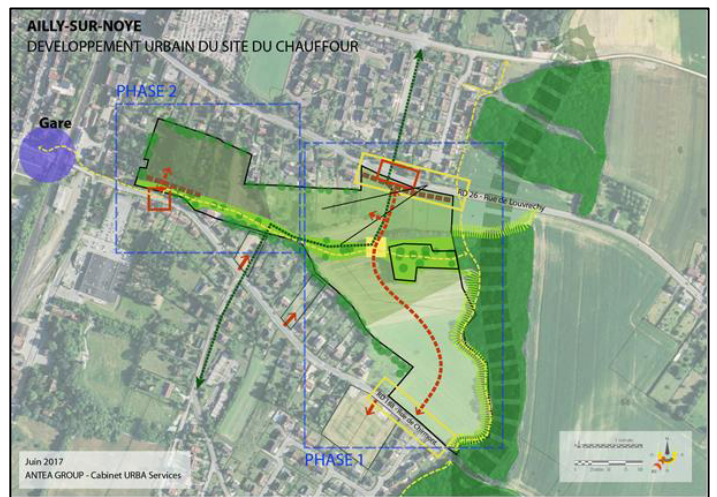 AILLY-SUR-NOYE
DEVELOPPEMENT URBAIN DU SITE DU CHAUFFOUR
PHASE 2
Gare
RD 26 - Rue de Louvrechy
PHASE 1
Juin 2017
ANTEA GROUP - Cabinet URBA Services